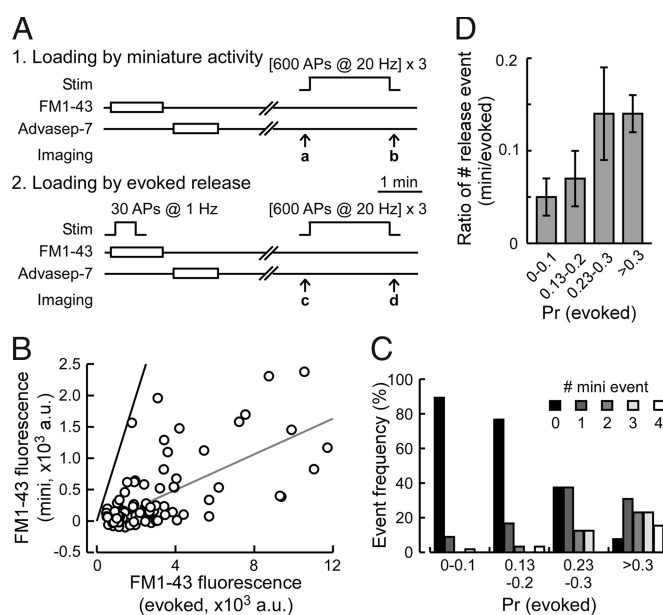 A
1. Loading by miniature activity
[600 APs @ 20 Hz] x 3
Stim
FM1-43
Advasep-7
Imaging
a
b
2. Loading by evoked release
1 min
30 APs @ 1 Hz
[600 APs @ 20 Hz] x 3
Stim
FM1-43
Advasep-7
Imaging
c
d
B
FM1-43 fluorescence
(mini, x10³ a.u.)
2.5
2.0
1.5
1.0
0.5
0
-0.5
0
4
8
12
FM1-43 fluorescence
(evoked, x10³ a.u.)
D
Ratio of # release event
(mini/evoked)
0.2
0.1
0
0-0.1
0.13-0.2
0.23-0.3
>0.3
Pr (evoked)
C
Event frequency (%)
100
80
60
40
20
0
# mini event
0 1 2 3 4
0-0.1
0.13
-0.2
0.23
-0.3
>0.3
Pr (evoked)